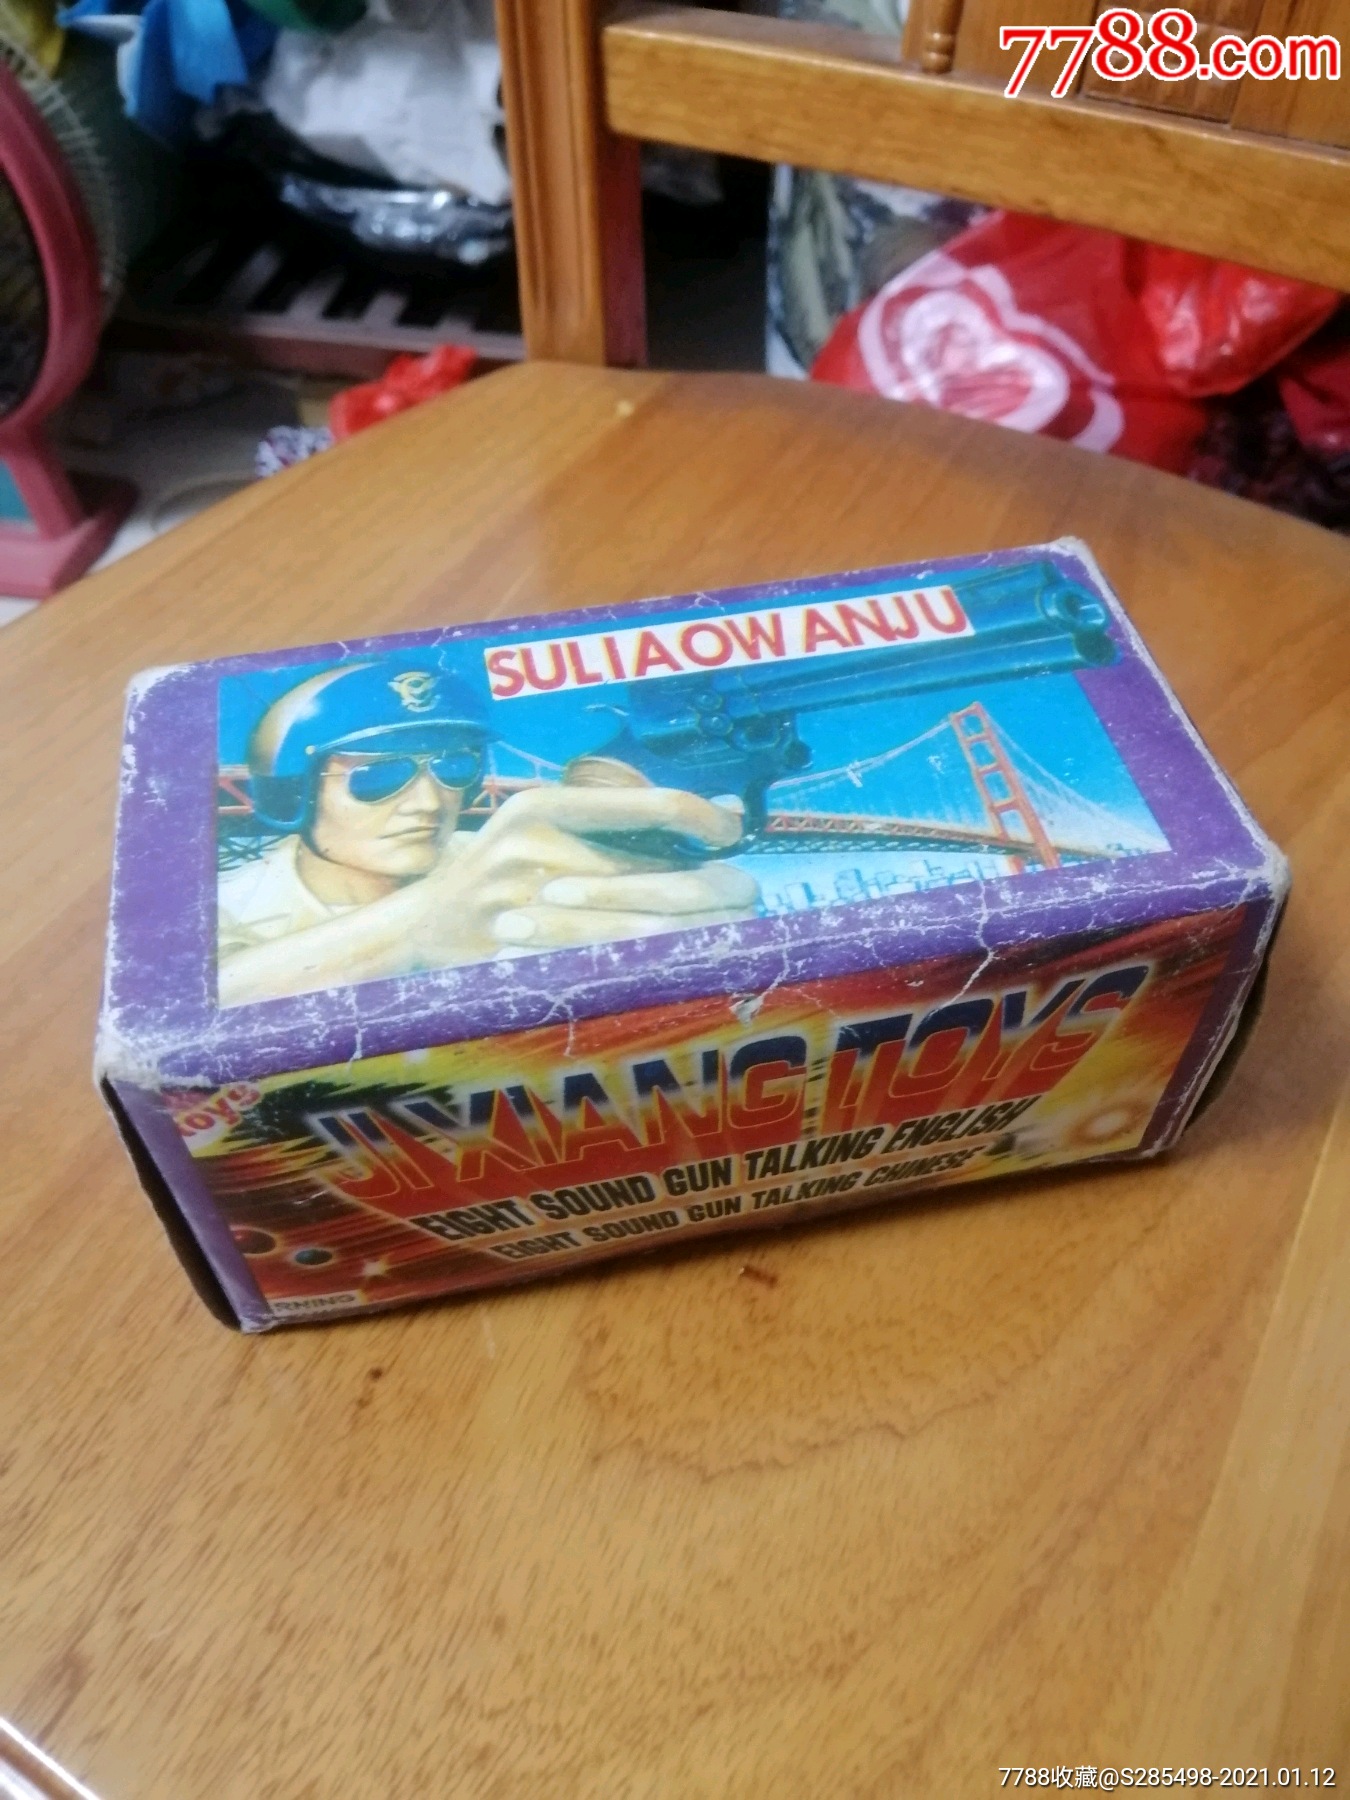 7788.com
SULIAOWANJU
toys
JIXIANG TOYS
EIGHT SOUND GUN TALKING ENGLISH
EIGHT SOUND GUN TALKING CHINESE
RNING
7788收藏@S285498-2021.01.12